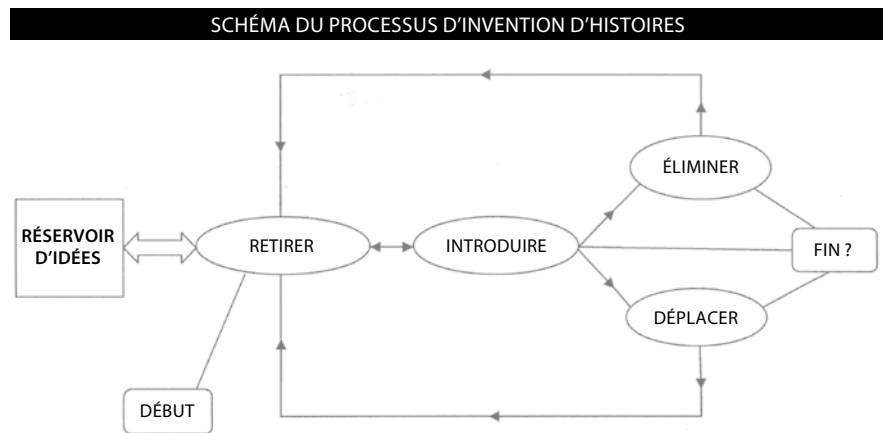 SCHÉMA DU PROCESSUS D’INVENTION D’HISTOIRES
ÉLIMINER
RÉSERVOIR
D’IDÉES
RETIRER
INTRODUIRE
FIN ?
DÉPLACER
DÉBUT